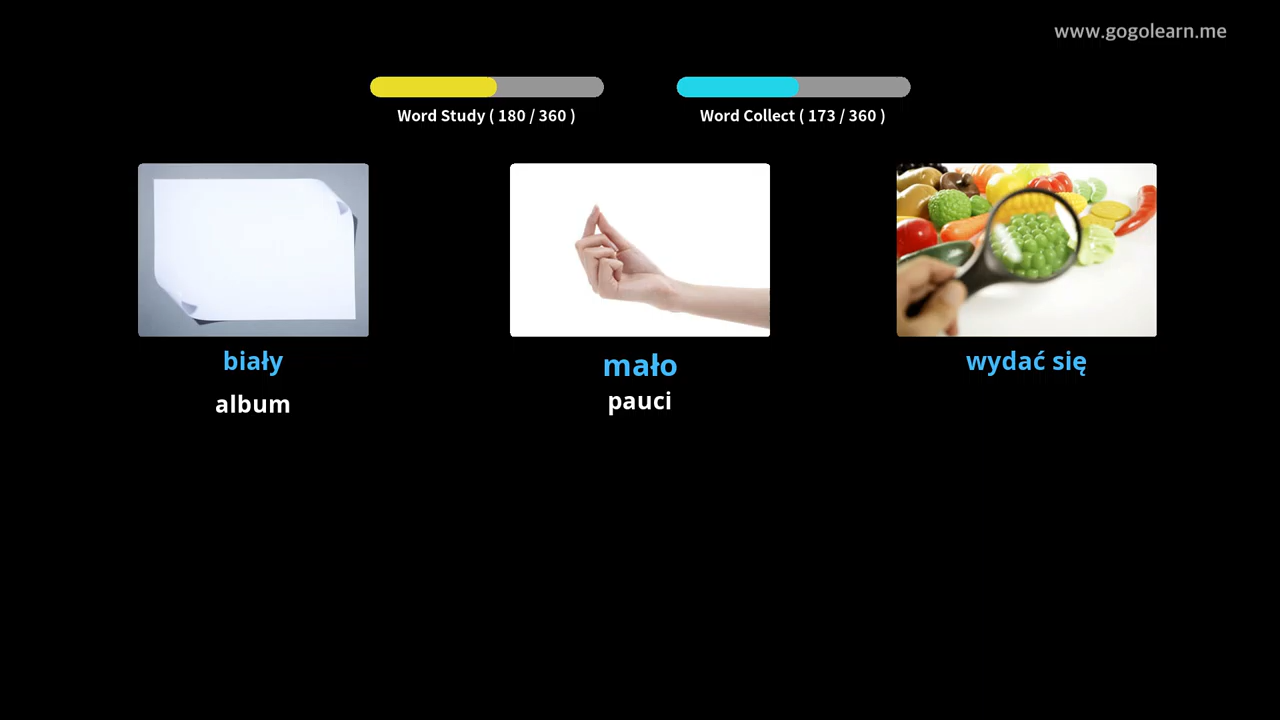 www.gogolearn.me
Word Study ( 180 / 360 )
Word Collect ( 173 / 360 )
biały
mało
wydać się
album
pauci